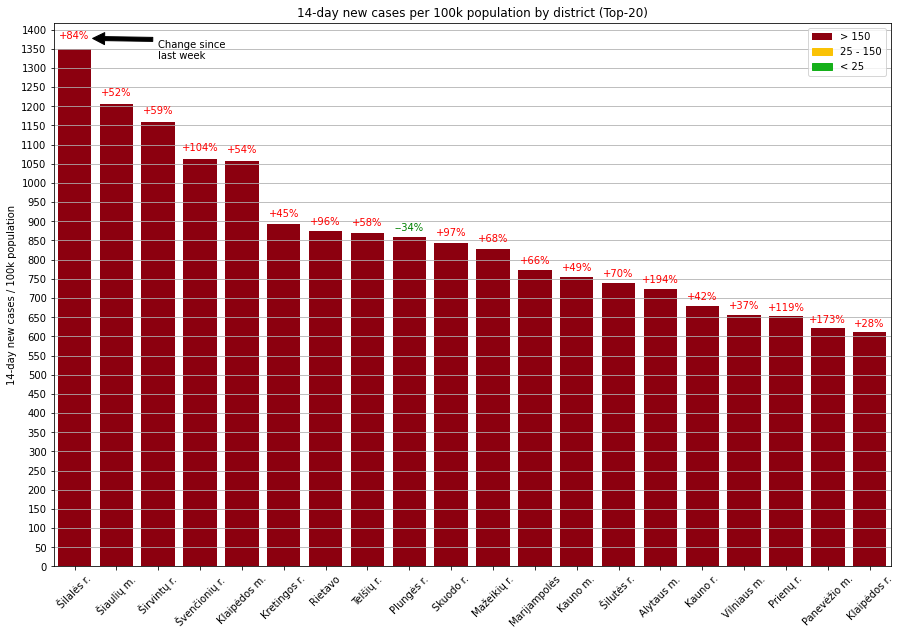 14-day new cases per 100k population by district (Top-20)
14-day new cases / 100k population
1400
1350
1300
1250
1200
1150
1100
1050
1000
950
900
850
800
750
700
650
600
550
500
450
400
350
300
250
200
150
100
50
0
+84%
Change since
last week
+52%
+59%
+104%
+54%
+45%
+96%
+58%
−34%
+97%
+68%
+66%
+49%
+70%
+194%
+42%
+37%
+119%
+173%
+28%
> 150
25 - 150
< 25
Šilalės r.
Šiaulių m.
Širvintų r.
Švenčionių r.
Klaipėdos m.
Kretingos r.
Rietavo
Telšių r.
Plungės r.
Skuodo r.
Mažeikių r.
Marijampolės
Kauno m.
Šilutės r.
Alytaus m.
Kauno r.
Vilniaus m.
Prienų r.
Panevėžio m.
Klaipėdos r.